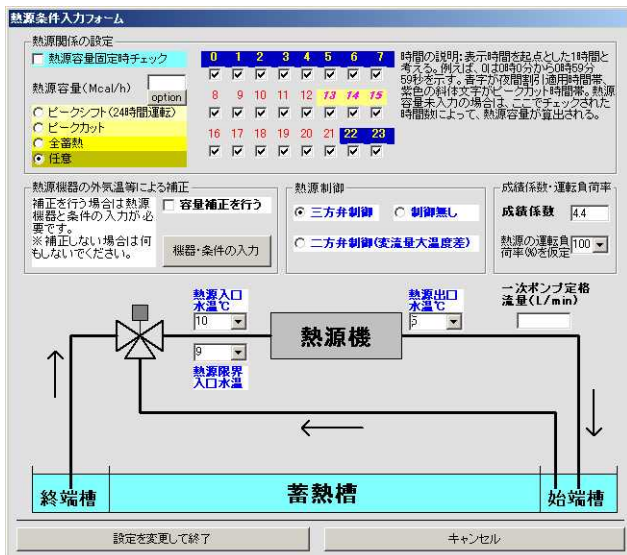 熱源条件入力フォーム
熱源関係の設定
熱源容量固定時チェック
熱源容量(Mcal/h)
option
ピークシフト(24時間運転)
ピークカット
全蓄熱
任意
0 1 2 3 4 5 6 7
8 9 10 11 12 13 14 15
16 17 18 19 20 21 22 23
時間の説明:表示時間を起点とした1時間と
考える。例えば、0は0時0分から0時59分
59秒を示す。青字が夜間割引適用時間帯、
紫色の斜体文字がピークカット時間帯。熱源
容量未入力の場合は、ここでチェックされた
時間数によって、熱源容量が算出される。
熱源機器の外気温等による補正
補正を行う場合は熱源
機器と条件の入力が必
要です。
※補正しない場合は何
もしないでください。
容量補正を行う
機器・条件の入力
熱源制御
三方弁制御
制御無し
二方弁制御(変流量大温度差)
成績係数・運転負荷率
成績係数 4.4
熱源の運転負
荷率(%)を仮定
100
熱源入口
水温℃
10
9
熱源限界
入口水温
熱源機
熱源出口
水温℃
5
一次ポンプ定格
流量(L/min)
終端槽
蓄熱槽
始端槽
設定を変更して終了
キャンセル